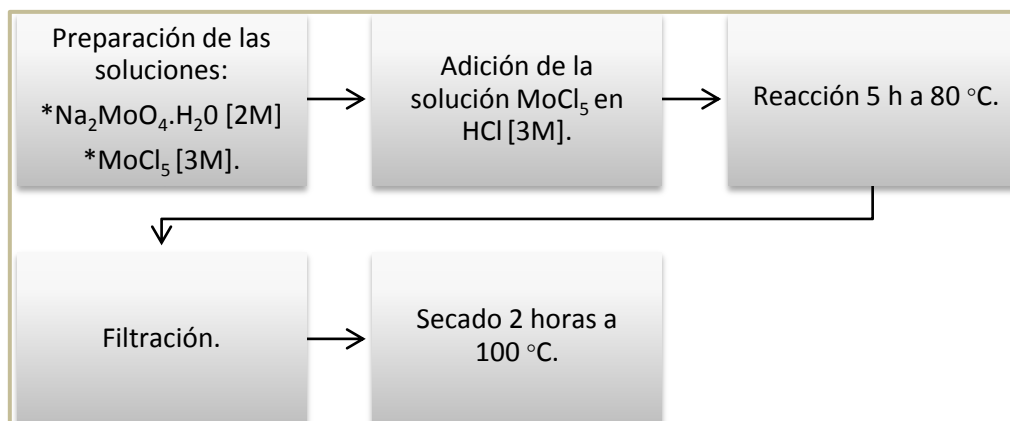 Preparación de las
soluciones:
*Na₂MoO₄.H₂0 [2M]
*MoCl₅ [3M].
Adición de la
solución MoCl₅ en
HCl [3M].
Reacción 5 h a 80 °C.
Filtración.
Secado 2 horas a
100 °C.